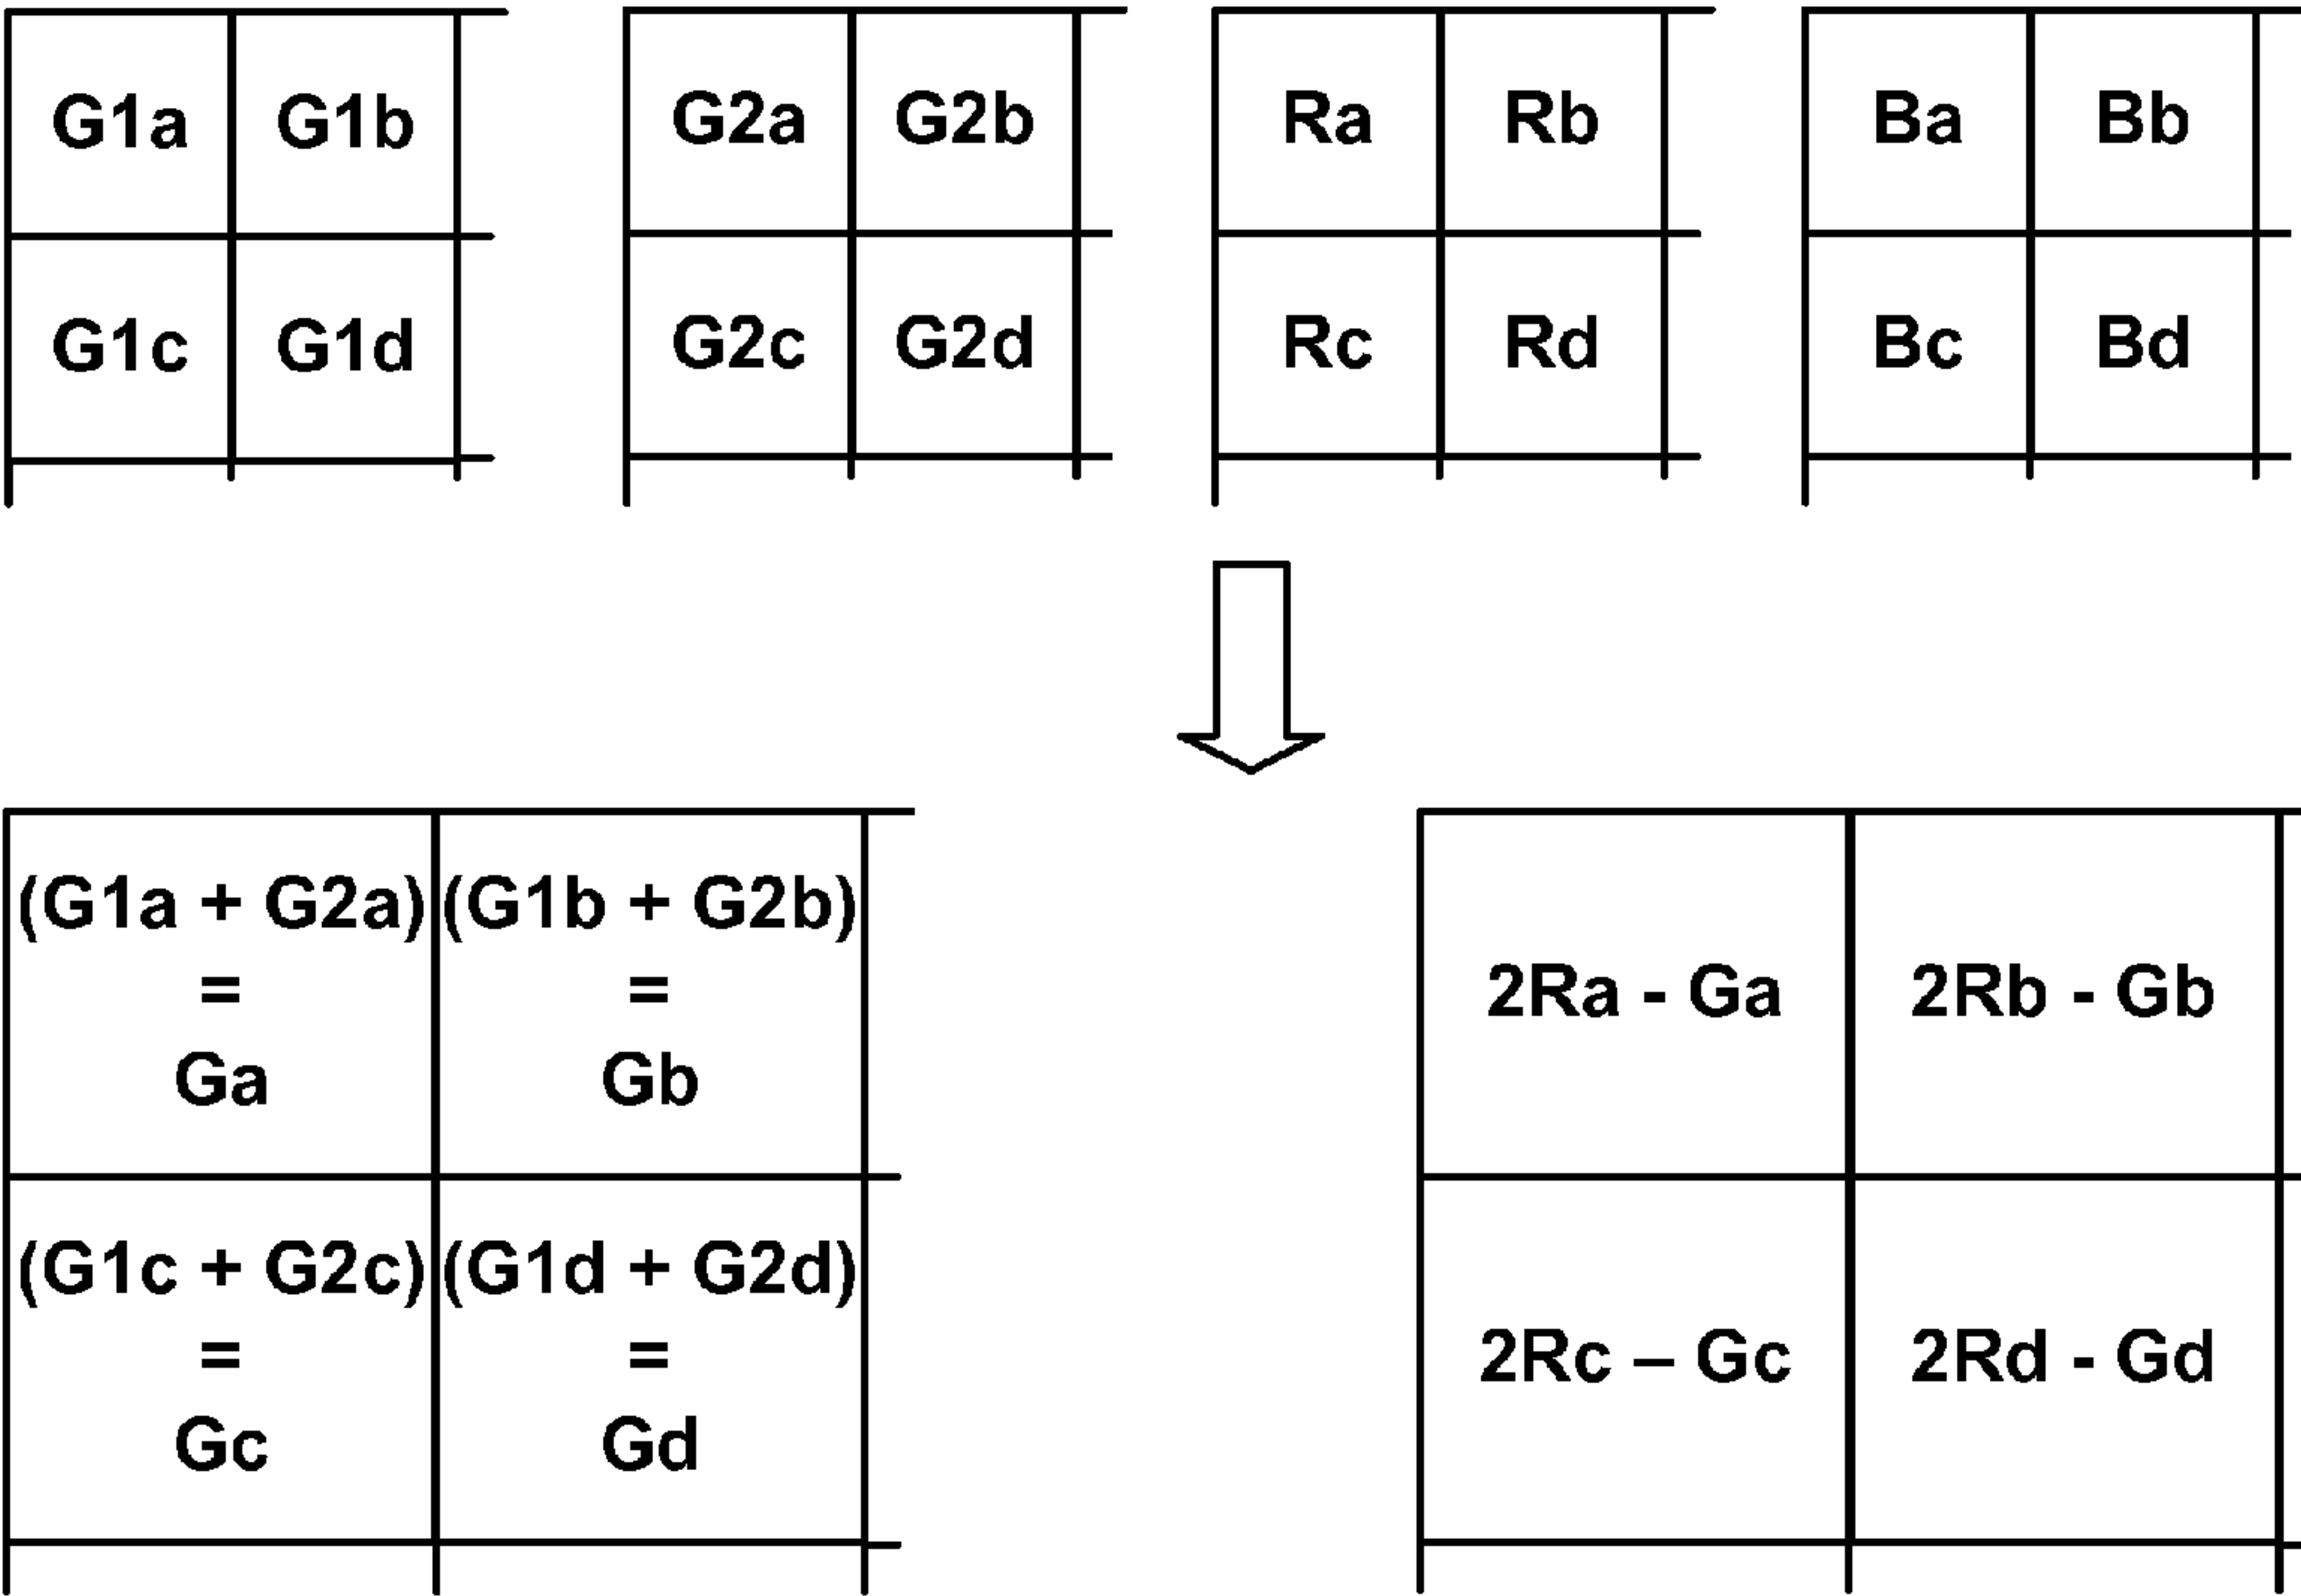 G1a G1b G2a G2b Ra Rb Ba Bb
G1c G1d G2c G2d Rc Rd Bc Bd
(G1a + G2a) (G1b + G2b)
= =
Ga Gb
2Ra - Ga 2Rb - Gb
(G1c + G2c) (G1d + G2d)
= =
Gc Gd
2Rc – Gc 2Rd - Gd